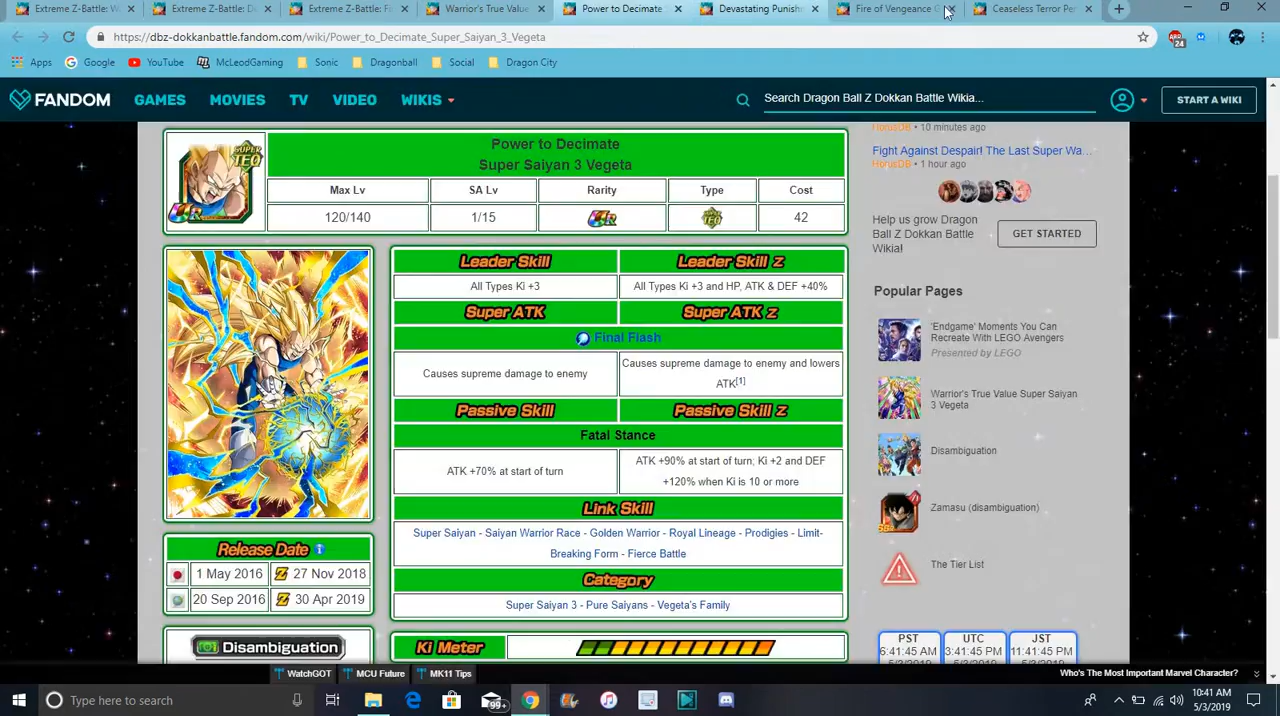 Extreme Z-Battle: W
Extreme Z-Battle: D
Extreme Z-Battle: F
Warrior's True Value
Power to Decimate
Devastating Punish
Fire of Vengeance
Ceaseless Terror Pe
https://dbz-dokkanbattle.fandom.com/wiki/Power_to_Decimate_Super_Saiyan_3_Vegeta
24
Apps
Google
YouTube
McLeodGaming
Sonic
Dragonball
Social
Dragon City
FANDOM
GAMES
MOVIES
TV
VIDEO
WIKIS
Search Dragon Ball Z Dokkan Battle Wikia...
START A WIKI
Power to Decimate
Super Saiyan 3 Vegeta
SUPER
TEQ
UR
Max Lv
SA Lv
Rarity
Type
Cost
120/140
1/15
UR
TEQ
42
Leader Skill
Leader Skill Z
All Types Ki +3
All Types Ki +3 and HP, ATK & DEF +40%
Super ATK
Super ATK Z
Final Flash
Causes supreme damage to enemy
Causes supreme damage to enemy and lowers
ATK[1]
Passive Skill
Passive Skill Z
Fatal Stance
ATK +70% at start of turn
ATK +90% at start of turn; Ki +2 and DEF
+120% when Ki is 10 or more
Link Skill
Super Saiyan - Saiyan Warrior Race - Golden Warrior - Royal Lineage - Prodigies - Limit-
Breaking Form - Fierce Battle
Category
Super Saiyan 3 - Pure Saiyans - Vegeta's Family
Ki Meter
Release Date
1 May 2016
Z 27 Nov 2018
20 Sep 2016
Z 30 Apr 2019
Disambiguation
HorusDB • 10 minutes ago
Fight Against Despair! The Last Super Wa...
HorusDB • 1 hour ago
Help us grow Dragon
Ball Z Dokkan Battle
Wikia!
GET STARTED
Popular Pages
'Endgame' Moments You Can
Recreate With LEGO Avengers
Presented by LEGO
Warrior's True Value Super Saiyan
3 Vegeta
Disambiguation
Zamasu (disambiguation)
The Tier List
PST
UTC
JST
6:41:45 AM
3:41:45 PM
11:41:45 PM
WatchGOT
MCU Future
MK11 Tips
Who's The Most Important Marvel Character?
Type here to search
99+
10:41 AM
5/3/2019